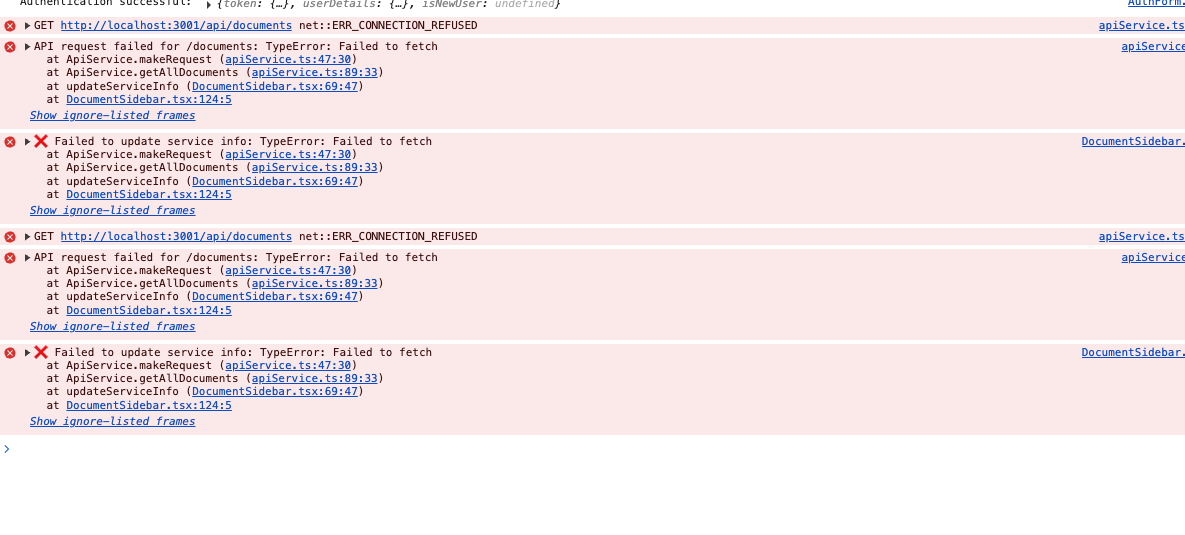 Authentication successful: ▸ {token: {…}, userDetails: {…}, isNewUser: undefined} AuthForm.
GET http://localhost:3001/api/documents net::ERR_CONNECTION_REFUSED apiService.ts
API request failed for /documents: TypeError: Failed to fetch apiService
at ApiService.makeRequest (apiService.ts:47:30)
at ApiService.getAllDocuments (apiService.ts:89:33)
at updateServiceInfo (DocumentSidebar.tsx:69:47)
at DocumentSidebar.tsx:124:5
Show ignore-listed frames
❌ Failed to update service info: TypeError: Failed to fetch DocumentSidebar.
at ApiService.makeRequest (apiService.ts:47:30)
at ApiService.getAllDocuments (apiService.ts:89:33)
at updateServiceInfo (DocumentSidebar.tsx:69:47)
at DocumentSidebar.tsx:124:5
Show ignore-listed frames
GET http://localhost:3001/api/documents net::ERR_CONNECTION_REFUSED apiService.ts
API request failed for /documents: TypeError: Failed to fetch apiService
at ApiService.makeRequest (apiService.ts:47:30)
at ApiService.getAllDocuments (apiService.ts:89:33)
at updateServiceInfo (DocumentSidebar.tsx:69:47)
at DocumentSidebar.tsx:124:5
Show ignore-listed frames
❌ Failed to update service info: TypeError: Failed to fetch DocumentSidebar.
at ApiService.makeRequest (apiService.ts:47:30)
at ApiService.getAllDocuments (apiService.ts:89:33)
at updateServiceInfo (DocumentSidebar.tsx:69:47)
at DocumentSidebar.tsx:124:5
Show ignore-listed frames